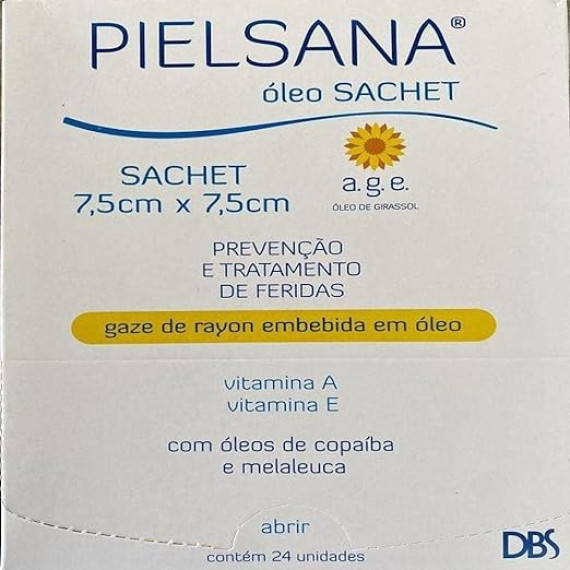 PIELSANA®
óleo SACHET
SACHET
7,5cm x 7,5cm
a.g.e.
ÓLEO DE GIRASSOL
PREVENÇÃO
E TRATAMENTO
DE FERIDAS
gaze de rayon embebida em óleo
vitamina A
vitamina E
com óleos de copaíba
e melaleuca
abrir
contém 24 unidades
DBS